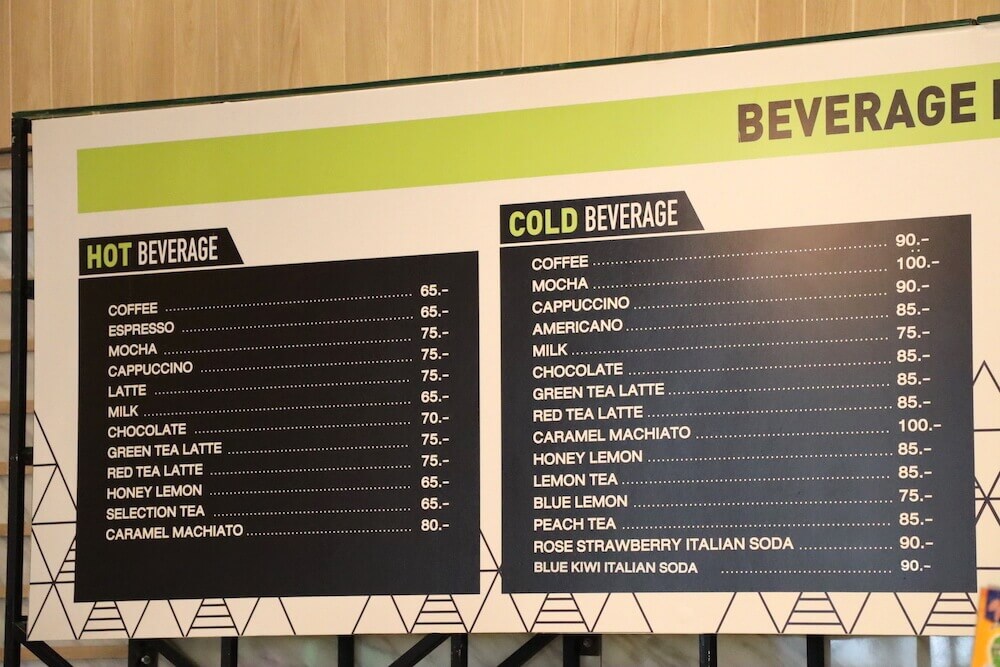 BEVERAGE
HOT BEVERAGE
COFFEE 65.-
ESPRESSO 65.-
MOCHA 75.-
CAPPUCCINO 75.-
LATTE 75.-
MILK 65.-
CHOCOLATE 70.-
GREEN TEA LATTE 75.-
RED TEA LATTE 75.-
HONEY LEMON 65.-
SELECTION TEA 65.-
CARAMEL MACHIATO 80.-
COLD BEVERAGE
COFFEE 90.-
MOCHA 100.-
CAPPUCCINO 90.-
AMERICANO 85.-
MILK 75.-
CHOCOLATE 85.-
GREEN TEA LATTE 85.-
RED TEA LATTE 85.-
CARAMEL MACHIATO 100.-
HONEY LEMON 85.-
LEMON TEA 85.-
BLUE LEMON 75.-
PEACH TEA 85.-
ROSE STRAWBERRY ITALIAN SODA 90.-
BLUE KIWI ITALIAN SODA 90.-